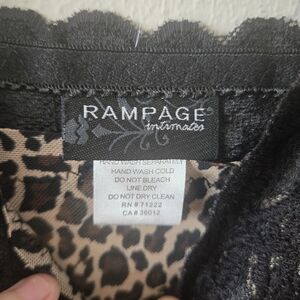 RAMPAGE
intimates
HAND WASH SEPARATELY
HAND WASH COLD
DO NOT BLEACH
LINE DRY
DO NOT DRY CLEAN
RN # 71222
CA # 36012